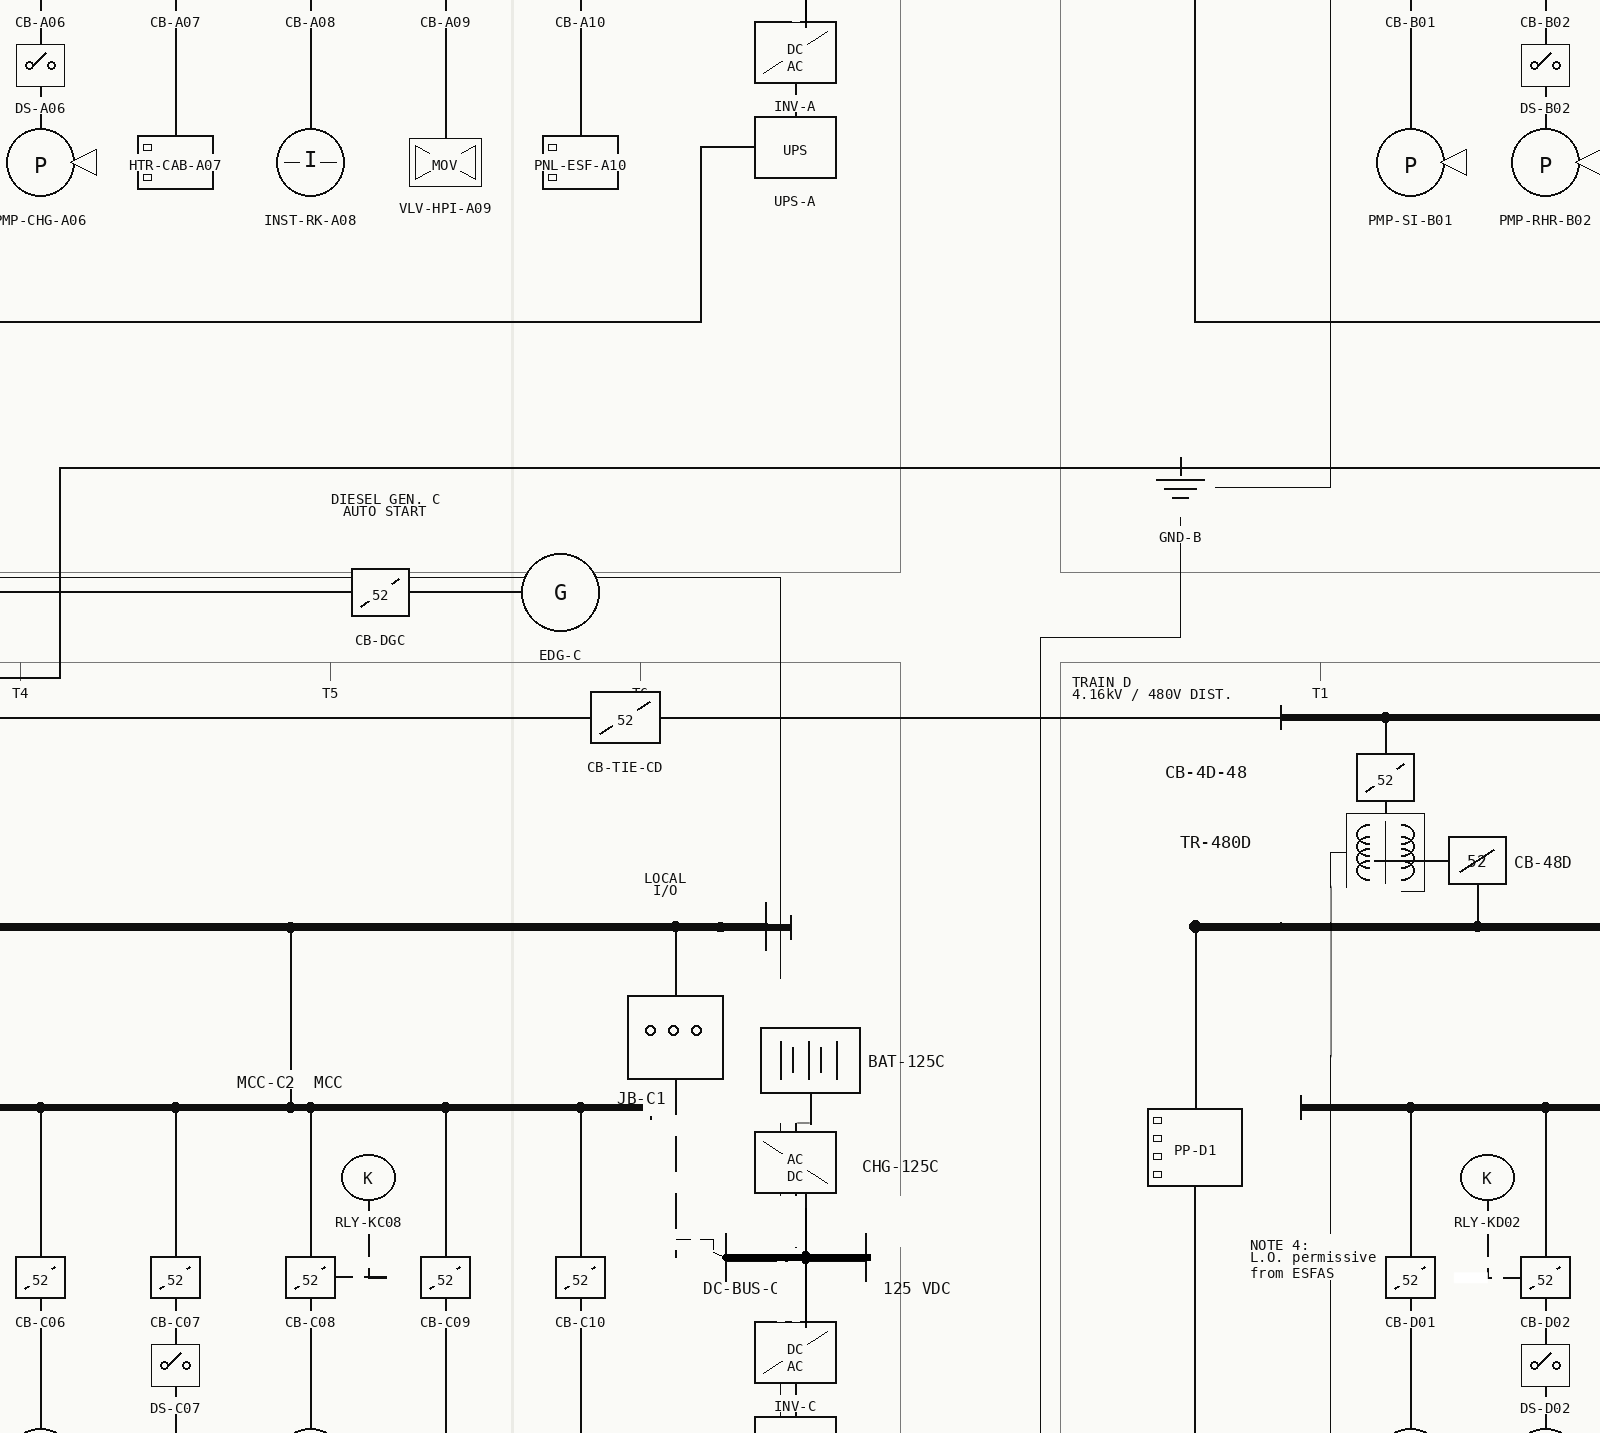 CB-A06
CB-A07
CB-A08
CB-A09
CB-A10
CB-B01
CB-B02
DC
AC
INV-A
DS-A06
DS-B02
P
HTR-CAB-A07
I
MOV
PNL-ESF-A10
UPS
P
P
PMP-CHG-A06
INST-RK-A08
VLV-HPI-A09
UPS-A
PMP-SI-B01
PMP-RHR-B02
DIESEL GEN. C
AUTO START
GND-B
52
G
CB-DGC
EDG-C
T4
T5
TRAIN D
4.16kV / 480V DIST.
T1
52
CB-TIE-CD
CB-4D-48
52
TR-480D
52
CB-48D
LOCAL
I/O
BAT-125C
MCC-C2 MCC
JB-C1
AC
DC
CHG-125C
PP-D1
K
RLY-KC08
K
RLY-KD02
NOTE 4:
L.O. permissive
from ESFAS
52
52
52
52
52
52
52
DC-BUS-C
125 VDC
CB-C06
CB-C07
CB-C08
CB-C09
CB-C10
CB-D01
CB-D02
DC
AC
INV-C
DS-C07
DS-D02